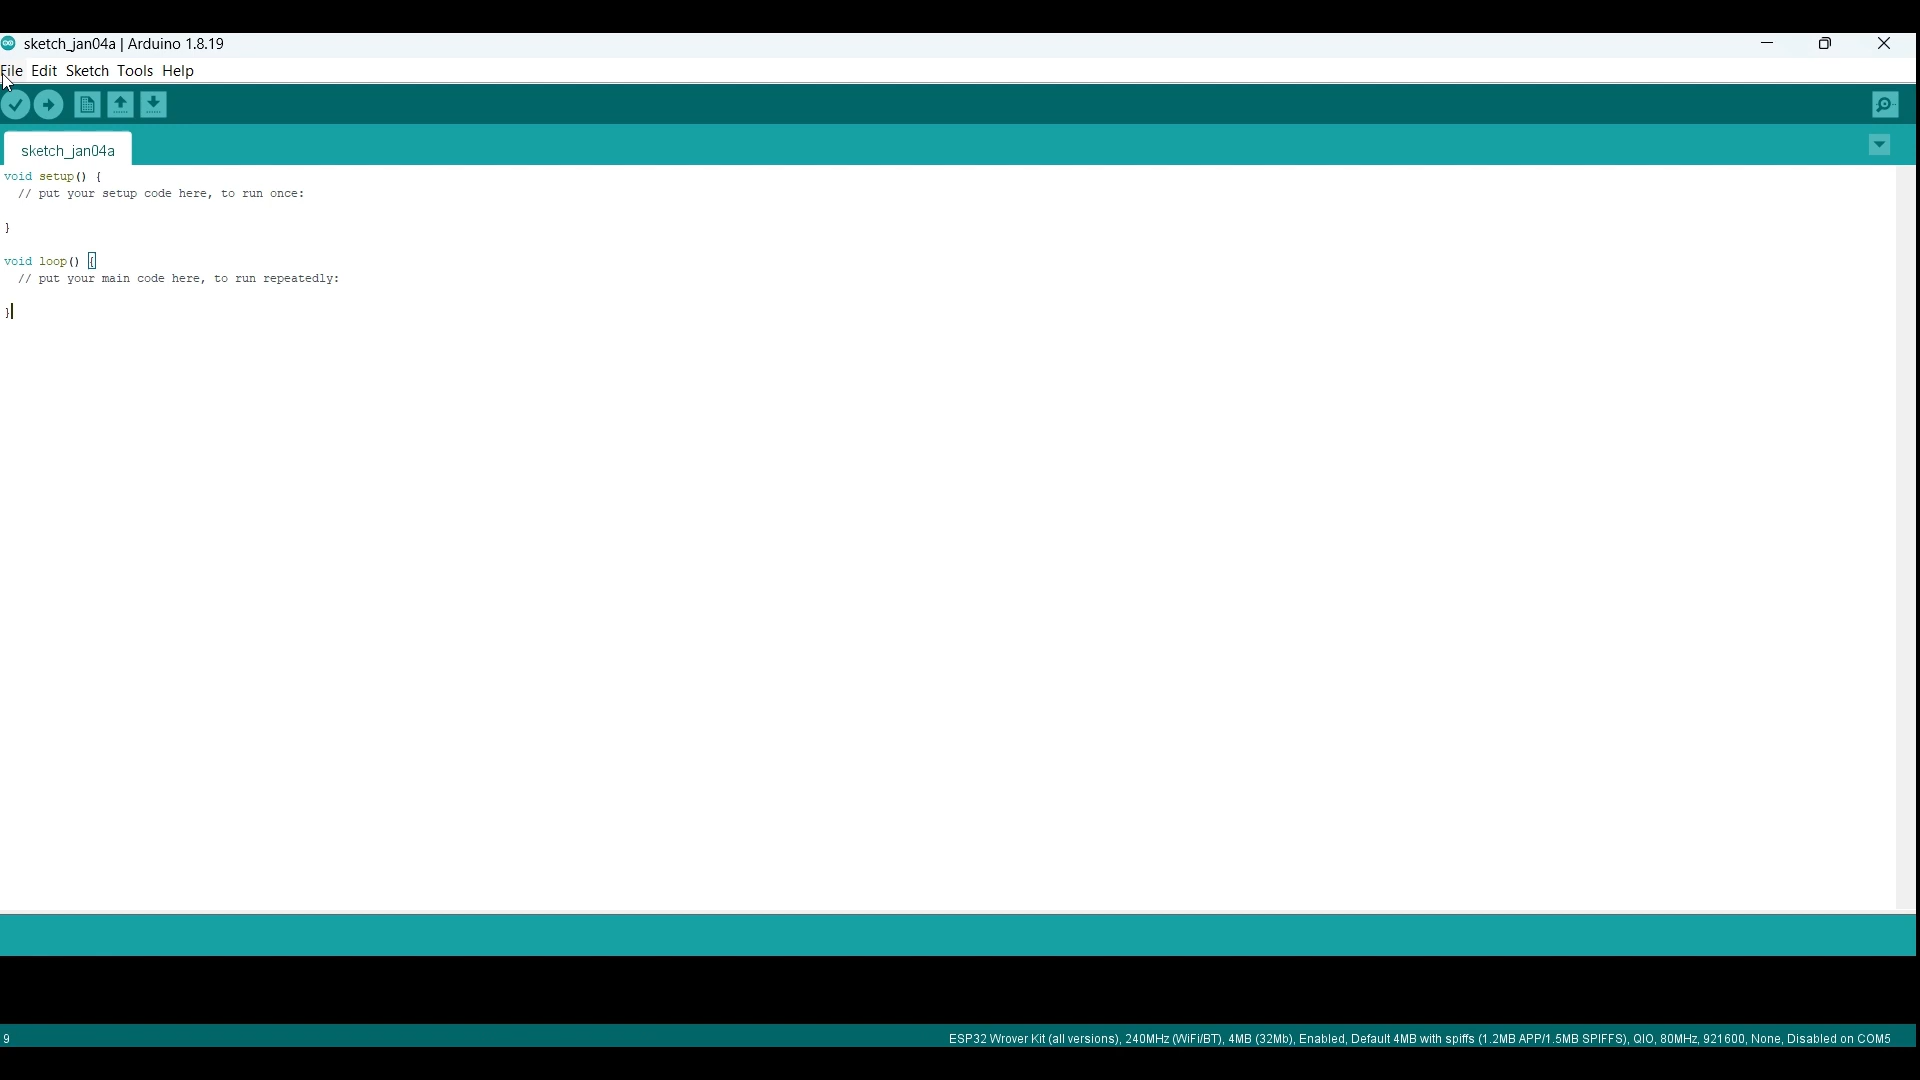 sketch_jan04a | Arduino 1.8.19
File Edit Sketch Tools Help
sketch_jan04a
void setup() {
// put your setup code here, to run once:
}
void loop() {
// put your main code here, to run repeatedly:
}
9
ESP32 Wrover Kit (all versions), 240MHz (WiFi/BT), 4MB (32Mb), Enabled, Default 4MB with spiffs (1.2MB APP/1.5MB SPIFFS), QIO, 80MHz, 921600, None, Disabled on COM5